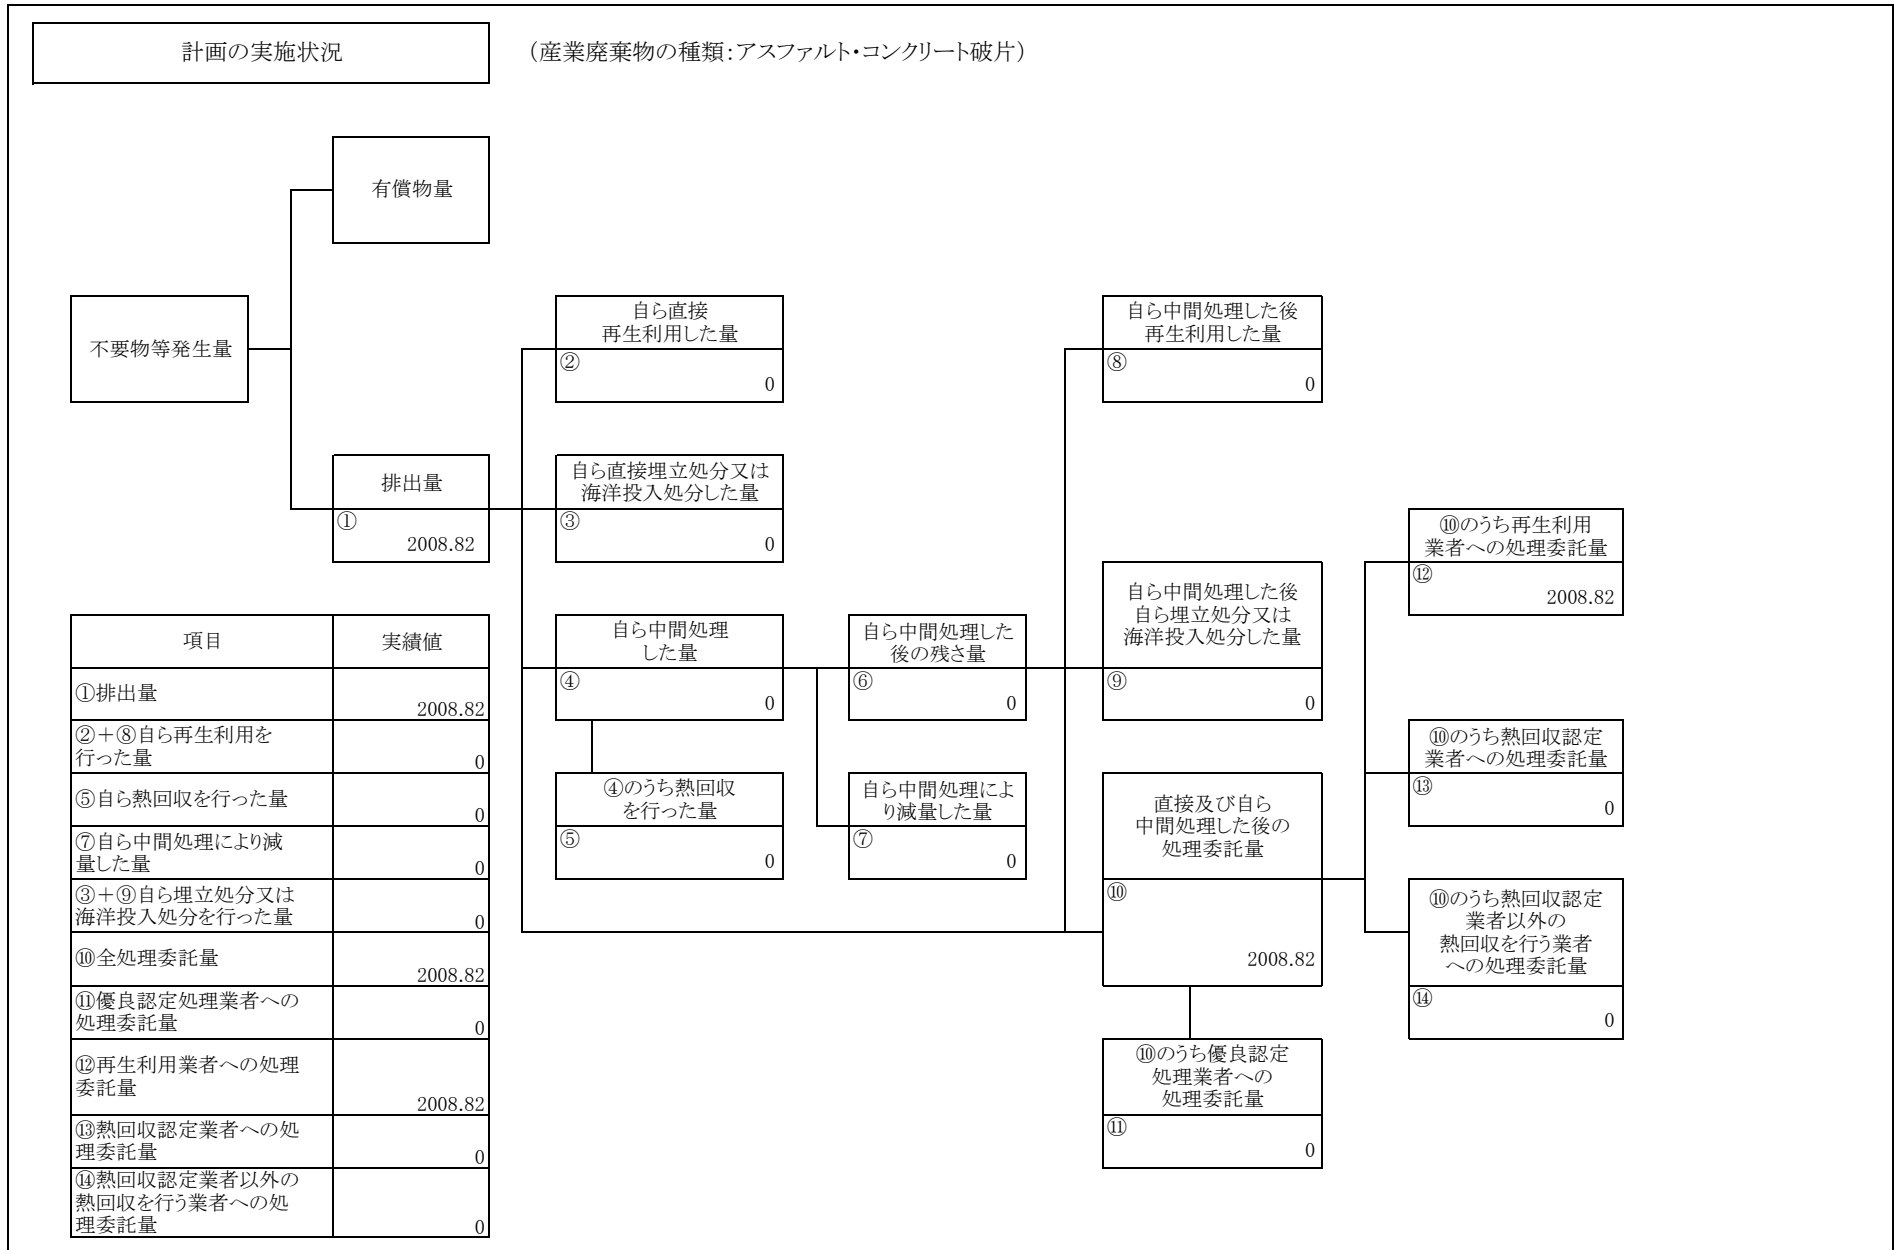 計画の実施状況
（産業廃棄物の種類：アスファルト・コンクリート破片）
有償物量
不要物等発生量
排出量
①
2008.82
自ら直接
再生利用した量
②
0
自ら直接埋立処分又は
海洋投入処分した量
③
0
自ら中間処理
した量
④
0
④のうち熱回収
を行った量
⑤
0
自ら中間処理した
後の残さ量
⑥
0
自ら中間処理によ
り減量した量
⑦
0
自ら中間処理した後
再生利用した量
⑧
0
自ら中間処理した後
自ら埋立処分又は
海洋投入処分した量
⑨
0
直接及び自ら
中間処理した後の
処理委託量
⑩
2008.82
⑩のうち優良認定
処理業者への
処理委託量
⑪
0
⑩のうち再生利用
業者への処理委託量
⑫
2008.82
⑩のうち熱回収認定
業者への処理委託量
⑬
0
⑩のうち熱回収認定
業者以外の
熱回収を行う業者
への処理委託量
⑭
0
項目 実績値
①排出量
2008.82
②＋⑧自ら再生利用を
行った量
0
⑤自ら熱回収を行った量
0
⑦自ら中間処理により減
量した量
0
③＋⑨自ら埋立処分又は
海洋投入処分を行った量
0
⑩全処理委託量
2008.82
⑪優良認定処理業者への
処理委託量
0
⑫再生利用業者への処理
委託量
2008.82
⑬熱回収認定業者への処
理委託量
0
⑭熱回収認定業者以外の
熱回収を行う業者への処
理委託量
0